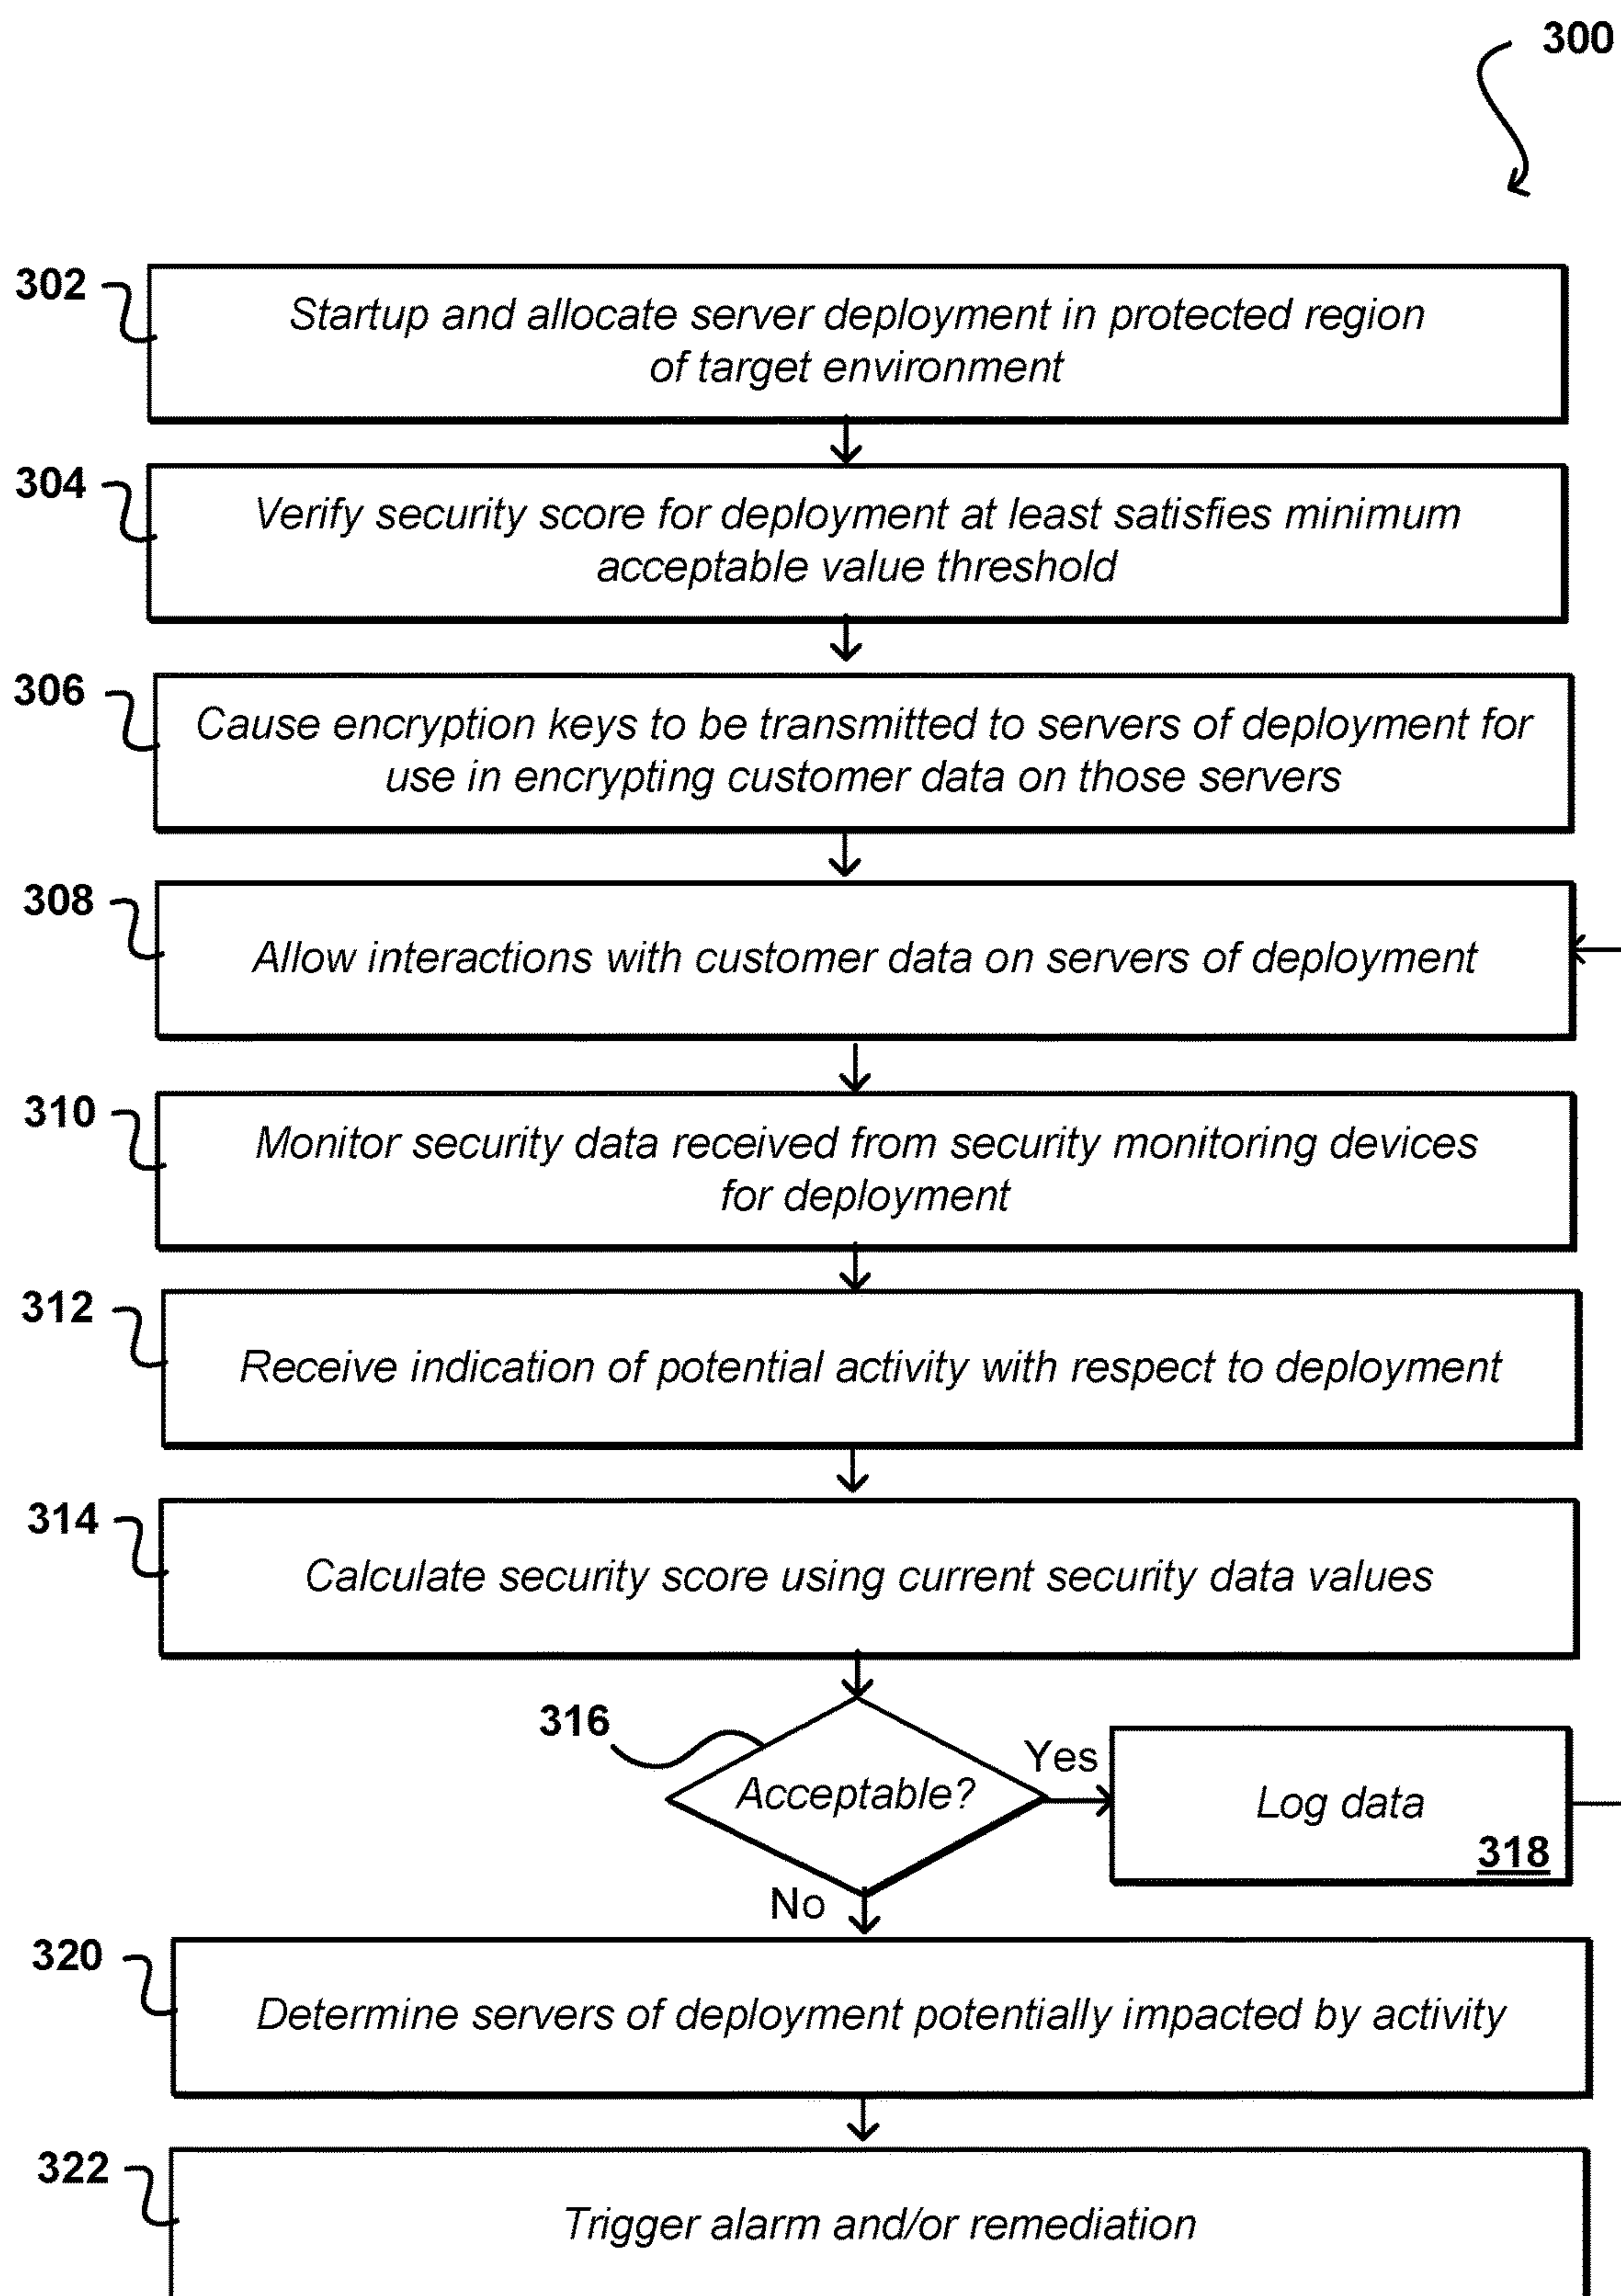 300
302
Startup and allocate server deployment in protected region
of target environment
304
Verify security score for deployment at least satisfies minimum
acceptable value threshold
306
Cause encryption keys to be transmitted to servers of deployment for
use in encrypting customer data on those servers
308
Allow interactions with customer data on servers of deployment
310
Monitor security data received from security monitoring devices
for deployment
312
Receive indication of potential activity with respect to deployment
314
Calculate security score using current security data values
316
Acceptable?
Yes
Log data
318
No
320
Determine servers of deployment potentially impacted by activity
322
Trigger alarm and/or remediation